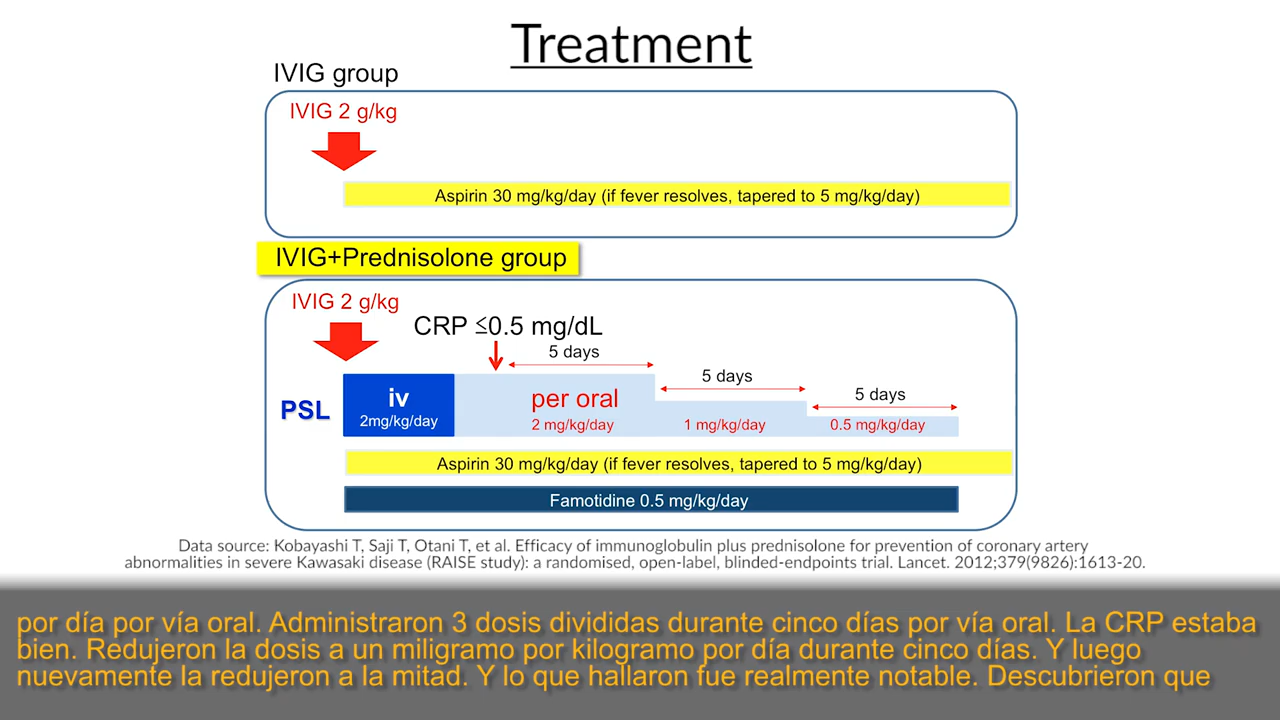 Treatment
IVIG group
IVIG 2 g/kg
Aspirin 30 mg/kg/day (if fever resolves, tapered to 5 mg/kg/day)
IVIG+Prednisolone group
IVIG 2 g/kg
CRP ≤0.5 mg/dL
5 days
5 days
5 days
PSL
iv
2mg/kg/day
per oral
2 mg/kg/day
1 mg/kg/day
0.5 mg/kg/day
Aspirin 30 mg/kg/day (if fever resolves, tapered to 5 mg/kg/day)
Famotidine 0.5 mg/kg/day
Data source: Kobayashi T, Saji T, Otani T, et al. Efficacy of immunoglobulin plus prednisolone for prevention of coronary artery
abnormalities in severe Kawasaki disease (RAISE study): a randomised, open-label, blinded-endpoints trial. Lancet. 2012;379(9826):1613-20.
por día por vía oral. Administraron 3 dosis divididas durante cinco días por vía oral. La CRP estaba
bien. Redujeron la dosis a un miligramo por kilogramo por día durante cinco días. Y luego
nuevamente la redujeron a la mitad. Y lo que hallaron fue realmente notable. Descubrieron que